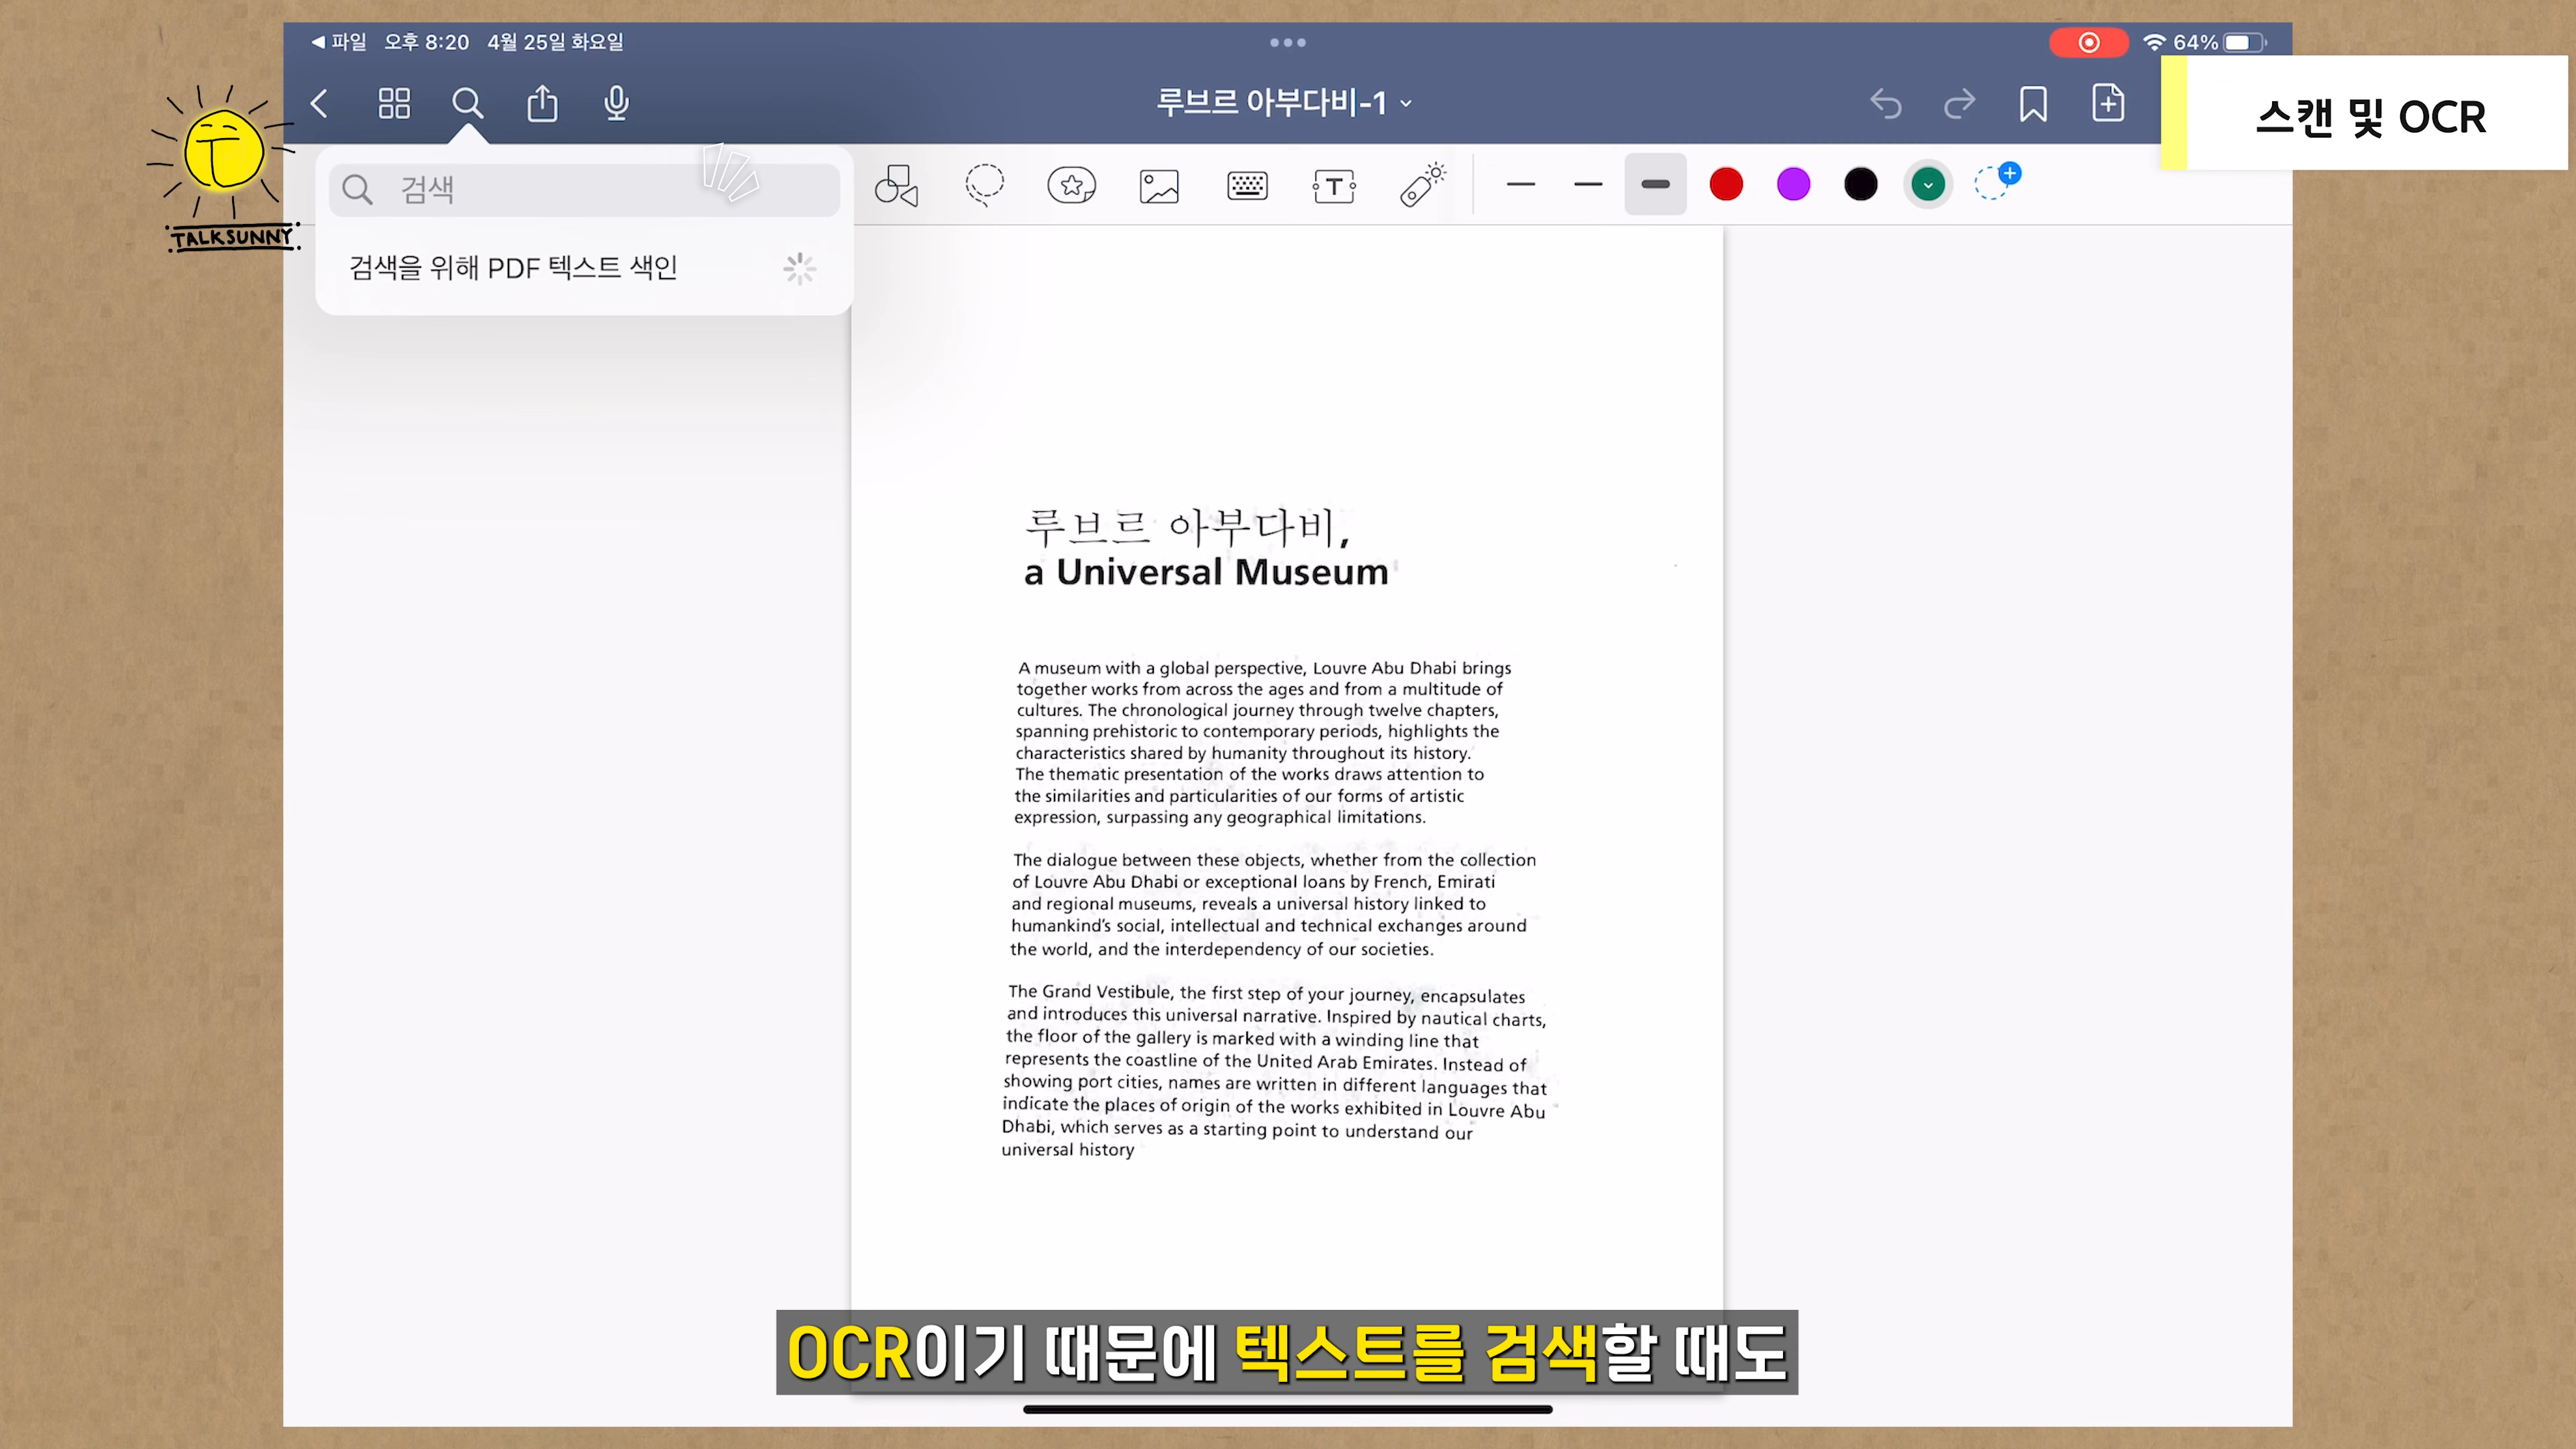 파일 오후 8:20 4월 25일 화요일
64%
루브르 아부다비-1
스캔 및 OCR
T
TALKSUNNY
검색
검색을 위해 PDF 텍스트 색인
T
루브르 아부다비,
a Universal Museum
A museum with a global perspective, Louvre Abu Dhabi brings
together works from across the ages and from a multitude of
cultures. The chronological journey through twelve chapters,
spanning prehistoric to contemporary periods, highlights the
characteristics shared by humanity throughout its history.
The thematic presentation of the works draws attention to
the similarities and particularities of our forms of artistic
expression, surpassing any geographical limitations.
The dialogue between these objects, whether from the collection
of Louvre Abu Dhabi or exceptional loans by French, Emirati
and regional museums, reveals a universal history linked to
humankind's social, intellectual and technical exchanges around
the world, and the interdependency of our societies.
The Grand Vestibule, the first step of your journey, encapsulates
and introduces this universal narrative. Inspired by nautical charts,
the floor of the gallery is marked with a winding line that
represents the coastline of the United Arab Emirates. Instead of
showing port cities, names are written in different languages that
indicate the places of origin of the works exhibited in Louvre Abu
Dhabi, which serves as a starting point to understand our
universal history
OCR이기 때문에 텍스트를 검색할 때도